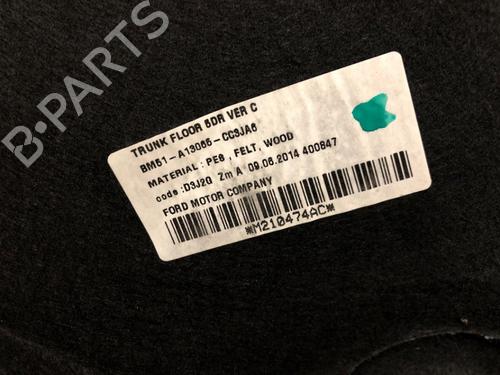 B-PARTS
TRUNK FLOOR 5DR VER C
BM51-A13065-CC3JA6
MATERIAL : PES , FELT, WOOD
code :D3J20 Zm A 09.06.2014 400847
FORD MOTOR COMPANY
*M210474AC*